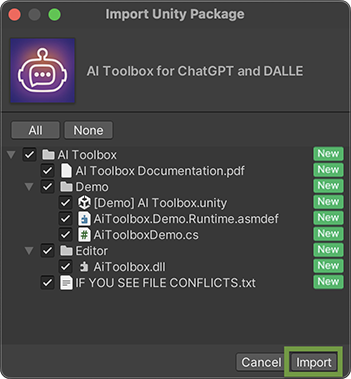 Import Unity Package
AI Toolbox for ChatGPT and DALLE
All None
AI Toolbox New
AI Toolbox Documentation.pdf New
Demo New
[Demo] AI Toolbox.unity New
AiToolbox.Demo.Runtime.asmdef New
AiToolboxDemo.cs New
Editor New
AiToolbox.dll New
IF YOU SEE FILE CONFLICTS.txt New
Cancel Import